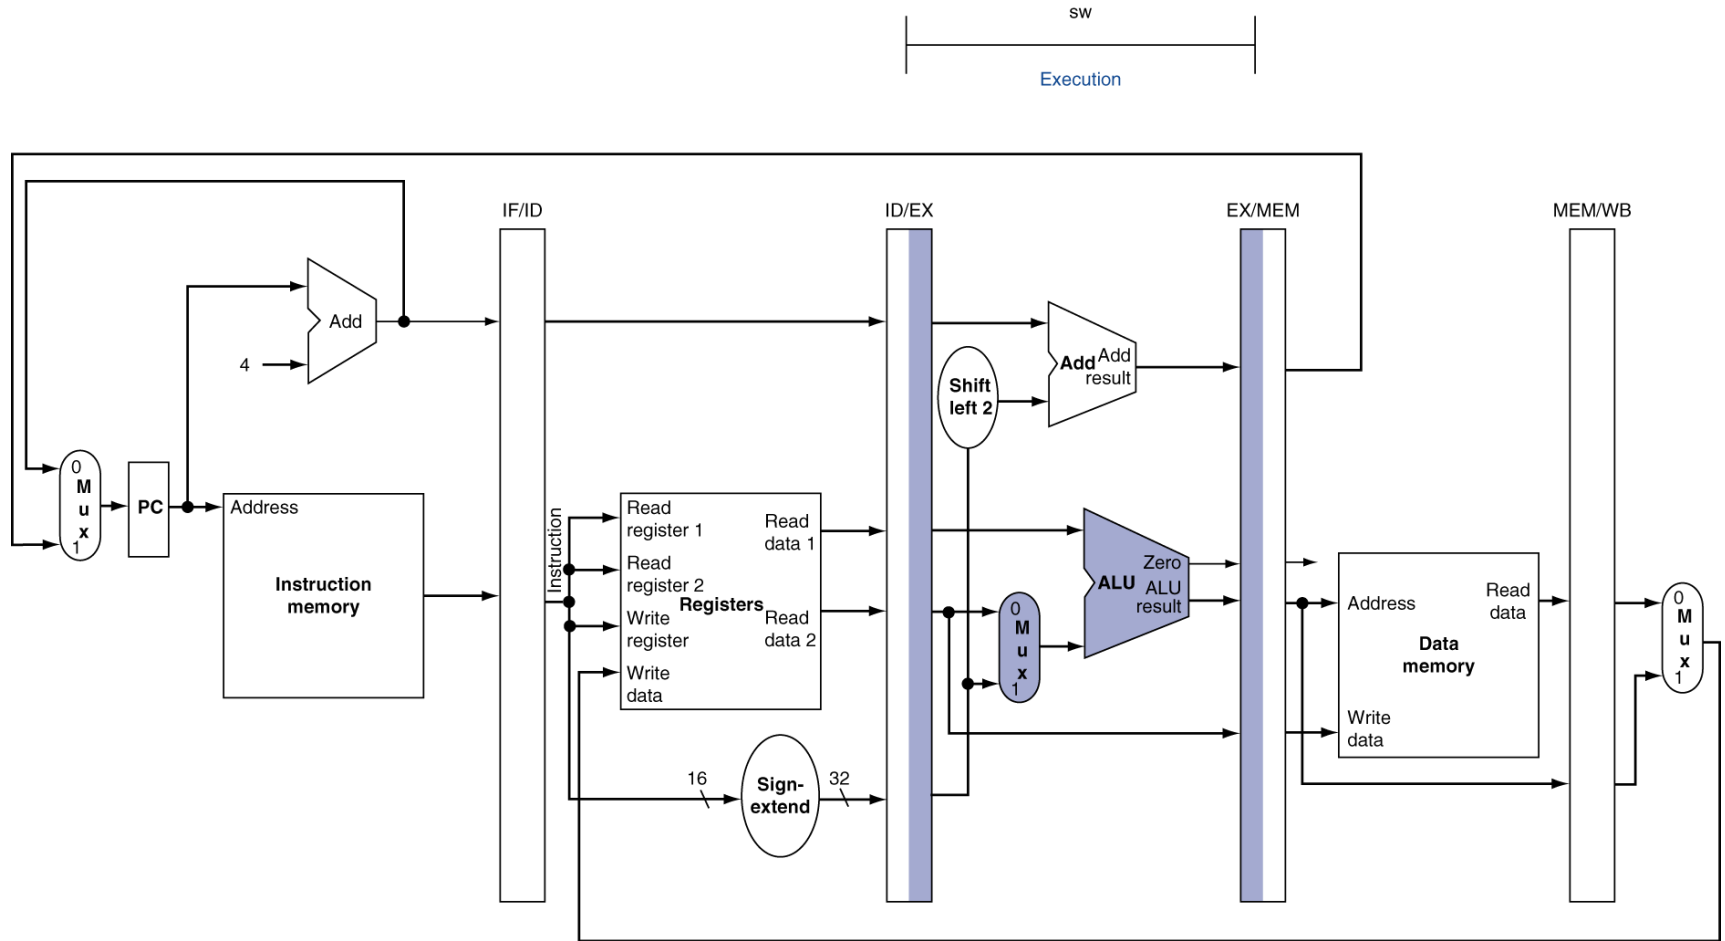 sw
Execution
IF/ID
ID/EX
EX/MEM
MEM/WB
Add
4
Add
Add
result
Shift
left 2
0
M
u
x
1
PC
Address
Instruction
memory
Instruction
Read
register 1
Read
register 2
Write
register
Write
data
Registers
Read
data 1
Read
data 2
16
Sign-
extend
32
0
M
u
x
1
ALU
Zero
ALU
result
Address
Read
data
Data
memory
Write
data
0
M
u
x
1